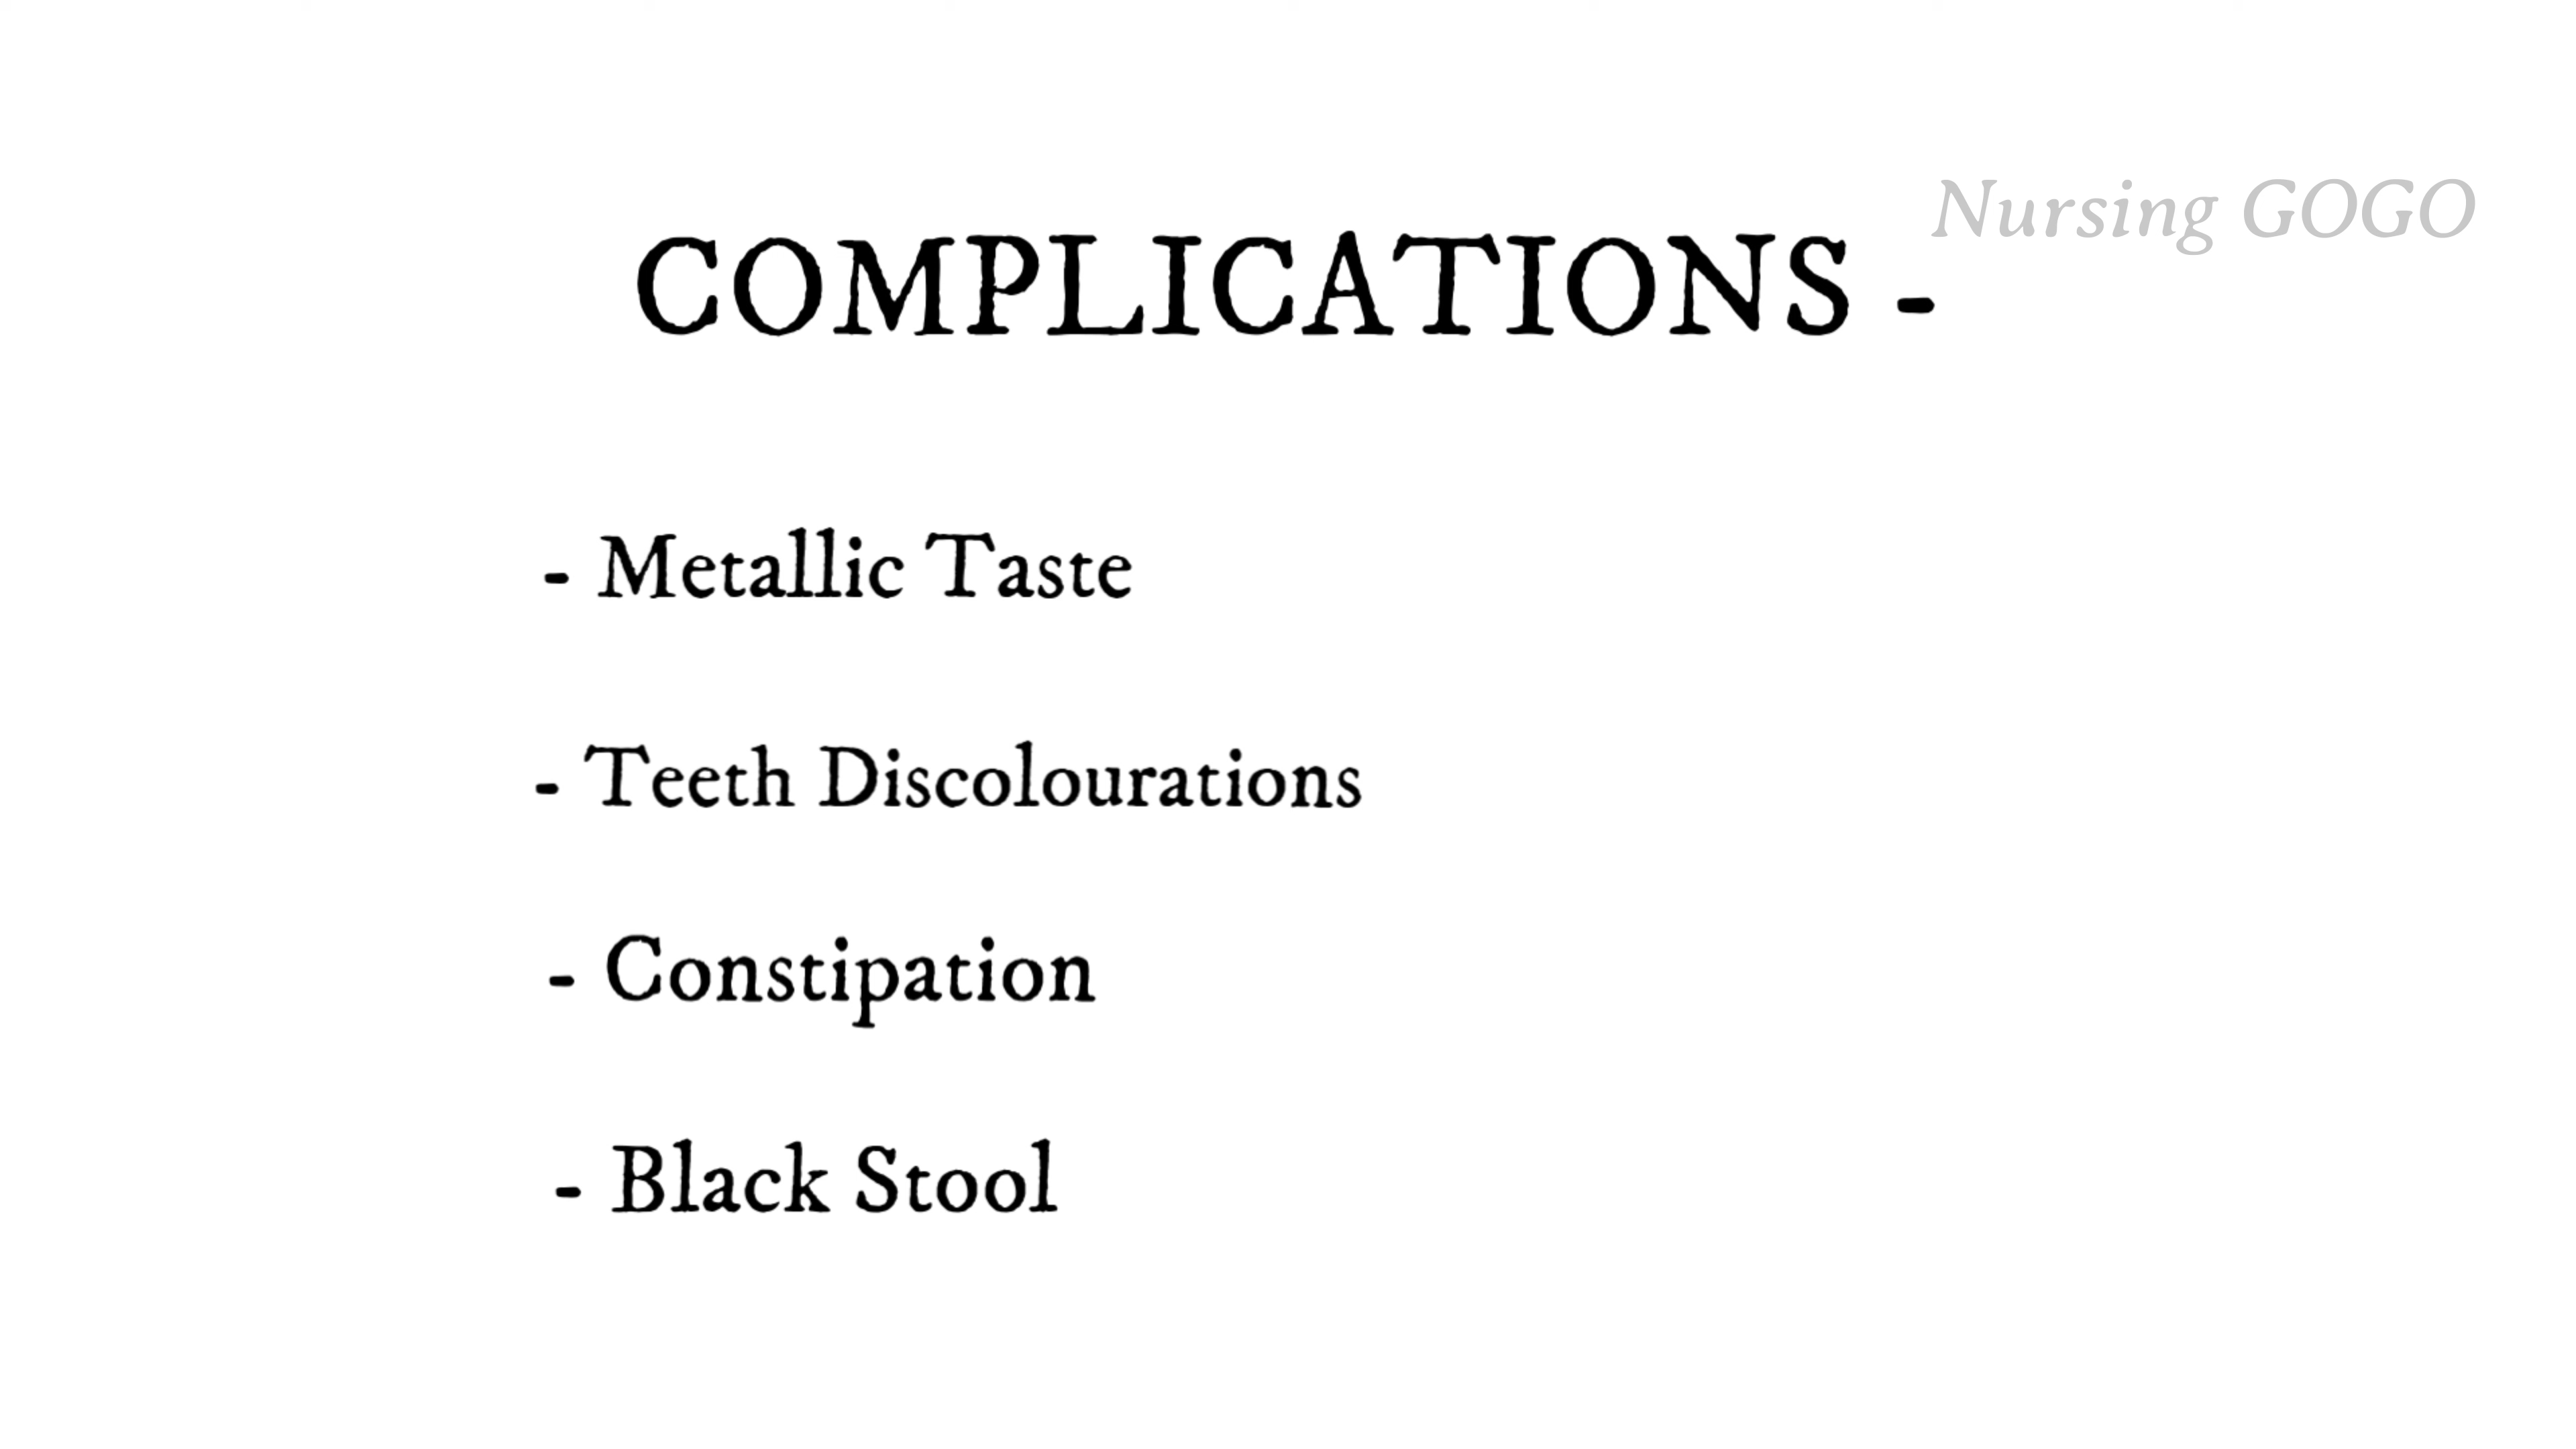 Nursing GOGO
COMPLICATIONS -
- Metallic Taste
- Teeth Discolourations
- Constipation
- Black Stool